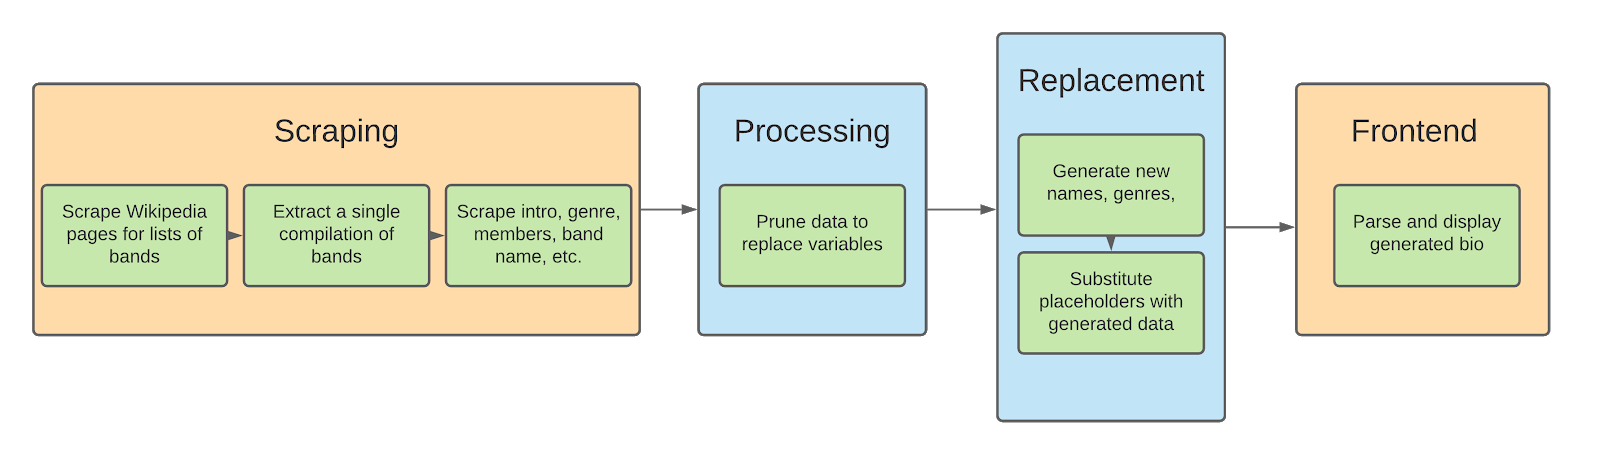 Scraping
Scrape Wikipedia
pages for lists of
bands
Extract a single
compilation of
bands
Scrape intro, genre,
members, band
name, etc.
Processing
Prune data to
replace variables
Replacement
Generate new
names, genres,
Substitute
placeholders with
generated data
Frontend
Parse and display
generated bio